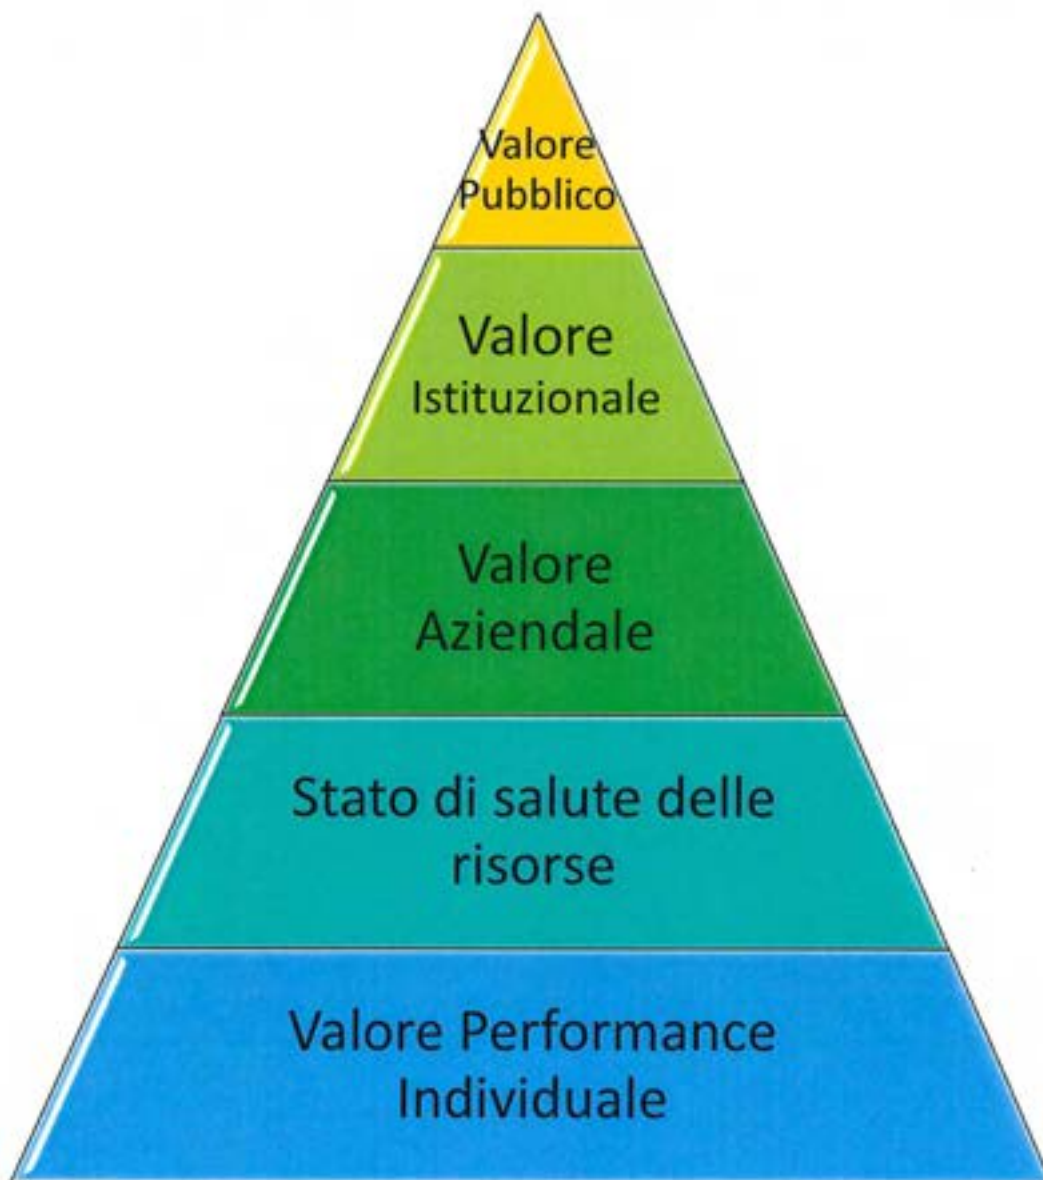 Valore
Pubblico
Valore
Istituzionale
Valore
Aziendale
Stato di salute delle
risorse
Valore Performance
Individuale